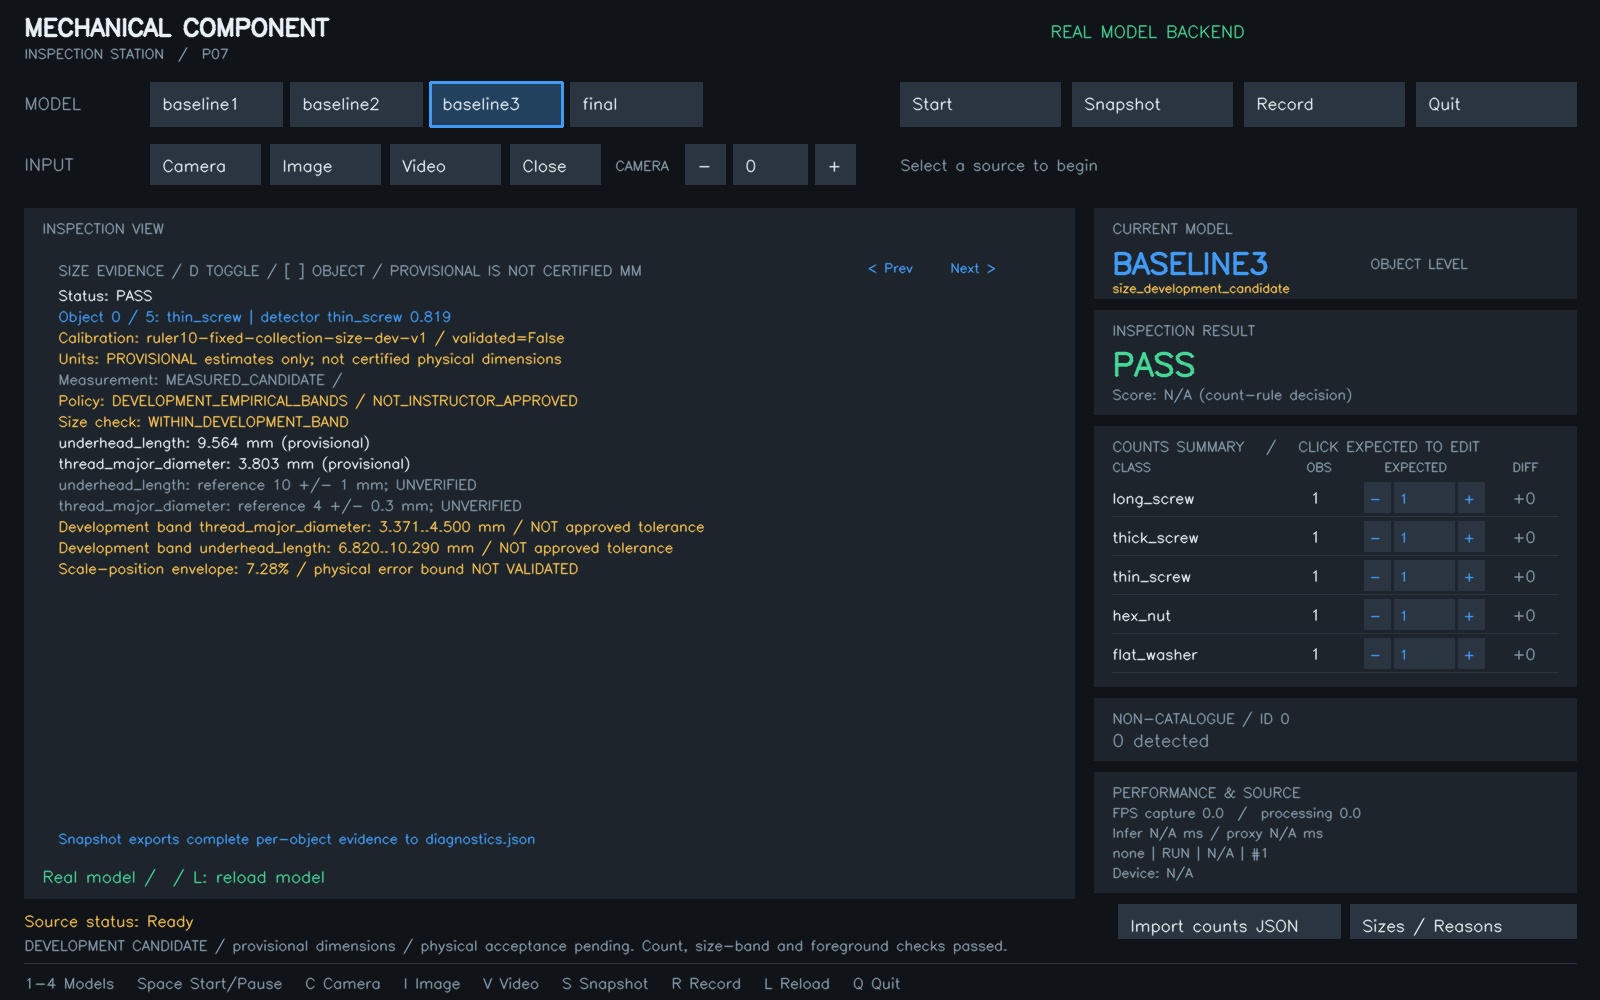 MECHANICAL COMPONENT
INSPECTION STATION / P07
REAL MODEL BACKEND
MODEL baseline1 baseline2 baseline3 final Start Snapshot Record Quit
INPUT Camera Image Video Close CAMERA − 0 + Select a source to begin
INSPECTION VIEW
SIZE EVIDENCE / D TOGGLE / [ ] OBJECT / PROVISIONAL IS NOT CERTIFIED MM < Prev Next >
Status: PASS
Object 0 / 5: thin_screw | detector thin_screw 0.819
Calibration: ruler10-fixed-collection-size-dev-v1 / validated=False
Units: PROVISIONAL estimates only; not certified physical dimensions
Measurement: MEASURED_CANDIDATE /
Policy: DEVELOPMENT_EMPIRICAL_BANDS / NOT_INSTRUCTOR_APPROVED
Size check: WITHIN_DEVELOPMENT_BAND
underhead_length: 9.564 mm (provisional)
thread_major_diameter: 3.803 mm (provisional)
underhead_length: reference 10 +/- 1 mm; UNVERIFIED
thread_major_diameter: reference 4 +/- 0.3 mm; UNVERIFIED
Development band thread_major_diameter: 3.371..4.500 mm / NOT approved tolerance
Development band underhead_length: 6.820..10.290 mm / NOT approved tolerance
Scale-position envelope: 7.28% / physical error bound NOT VALIDATED
Snapshot exports complete per-object evidence to diagnostics.json
Real model / / L: reload model
CURRENT MODEL
BASELINE3 OBJECT LEVEL
size_development_candidate
INSPECTION RESULT
PASS
Score: N/A (count-rule decision)
COUNTS SUMMARY / CLICK EXPECTED TO EDIT
CLASS OBS EXPECTED DIFF
long_screw 1 − 1 + +0
thick_screw 1 − 1 + +0
thin_screw 1 − 1 + +0
hex_nut 1 − 1 + +0
flat_washer 1 − 1 + +0
NON-CATALOGUE / ID 0
0 detected
PERFORMANCE & SOURCE
FPS capture 0.0 / processing 0.0
Infer N/A ms / proxy N/A ms
none | RUN | N/A | #1
Device: N/A
Import counts JSON Sizes / Reasons
Source status: Ready
DEVELOPMENT CANDIDATE / provisional dimensions / physical acceptance pending. Count, size-band and foreground checks passed.
1-4 Models Space Start/Pause C Camera I Image V Video S Snapshot R Record L Reload Q Quit